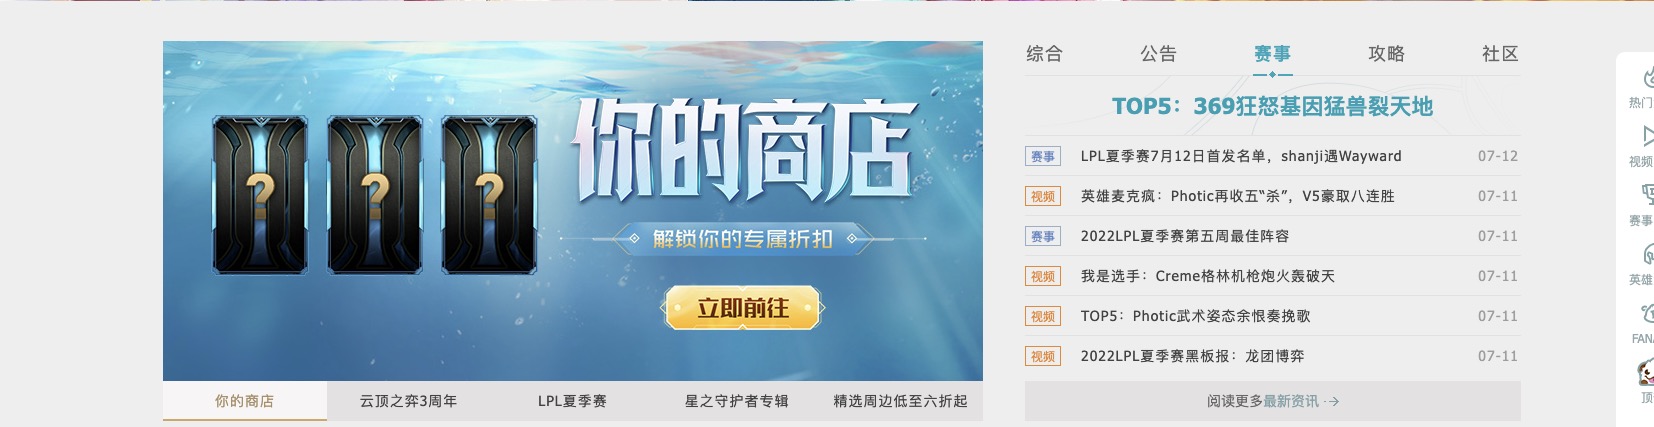 你的商店
解锁你的专属折扣
立即前往
你的商店
云顶之弈3周年
LPL夏季赛
星之守护者专辑
精选周边低至六折起
综合
公告
赛事
攻略
社区
TOP5：369狂怒基因猛兽裂天地
赛事 LPL夏季赛7月12日首发名单，shanji遇Wayward 07-12
视频 英雄麦克疯：Photic再收五“杀”，V5豪取八连胜 07-11
赛事 2022LPL夏季赛第五周最佳阵容 07-11
视频 我是选手：Creme格林机枪炮火轰破天 07-11
视频 TOP5：Photic武术姿态余恨奏挽歌 07-11
视频 2022LPL夏季赛黑板报：龙团博弈 07-11
阅读更多最新资讯
热门
视频
赛事
英雄
FAN
顶